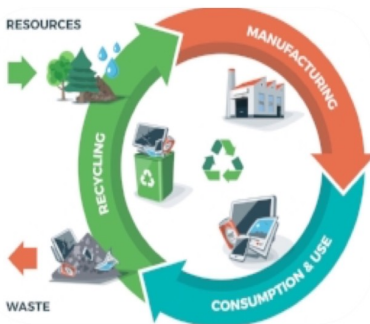 RESOURCES
MANUFACTURING
RECYCLING
CONSUMPTION & USE
WASTE